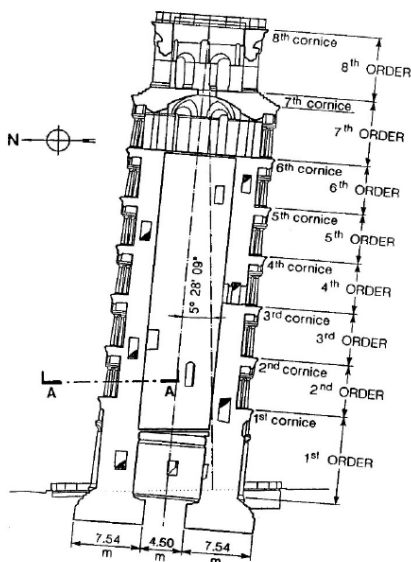 8th cornice
8th ORDER
7th cornice
7th ORDER
N
6th cornice
6th ORDER
5th cornice
5th ORDER
4th cornice
4th ORDER
5° 28' 09"
3rd cornice
3rd ORDER
2nd cornice
2nd ORDER
A A
1st cornice
1st ORDER
7.54 4.50 7.54
m m m